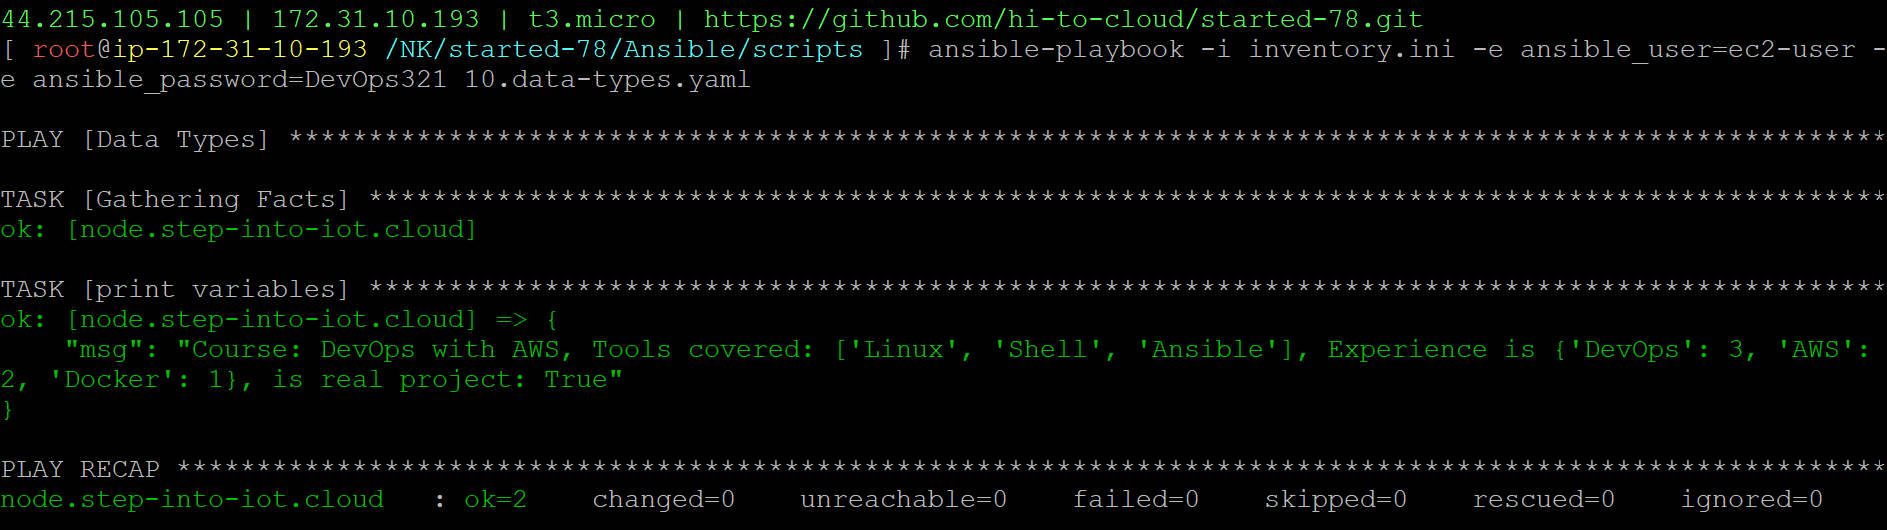 44.215.105.105 | 172.31.10.193 | t3.micro | https://github.com/hi-to-cloud/started-78.git
[ root@ip-172-31-10-193 /NK/started-78/Ansible/scripts ]# ansible-playbook -i inventory.ini -e ansible_user=ec2-user -
e ansible_password=DevOps321 10.data-types.yaml

PLAY [Data Types] ****************************************************************************************************

TASK [Gathering Facts] ***********************************************************************************************
ok: [node.step-into-iot.cloud]

TASK [print variables] ***********************************************************************************************
ok: [node.step-into-iot.cloud] => {
    "msg": "Course: DevOps with AWS, Tools covered: ['Linux', 'Shell', 'Ansible'], Experience is {'DevOps': 3, 'AWS':
2, 'Docker': 1}, is real project: True"
}

PLAY RECAP ***********************************************************************************************************
node.step-into-iot.cloud   : ok=2    changed=0    unreachable=0    failed=0    skipped=0    rescued=0    ignored=0